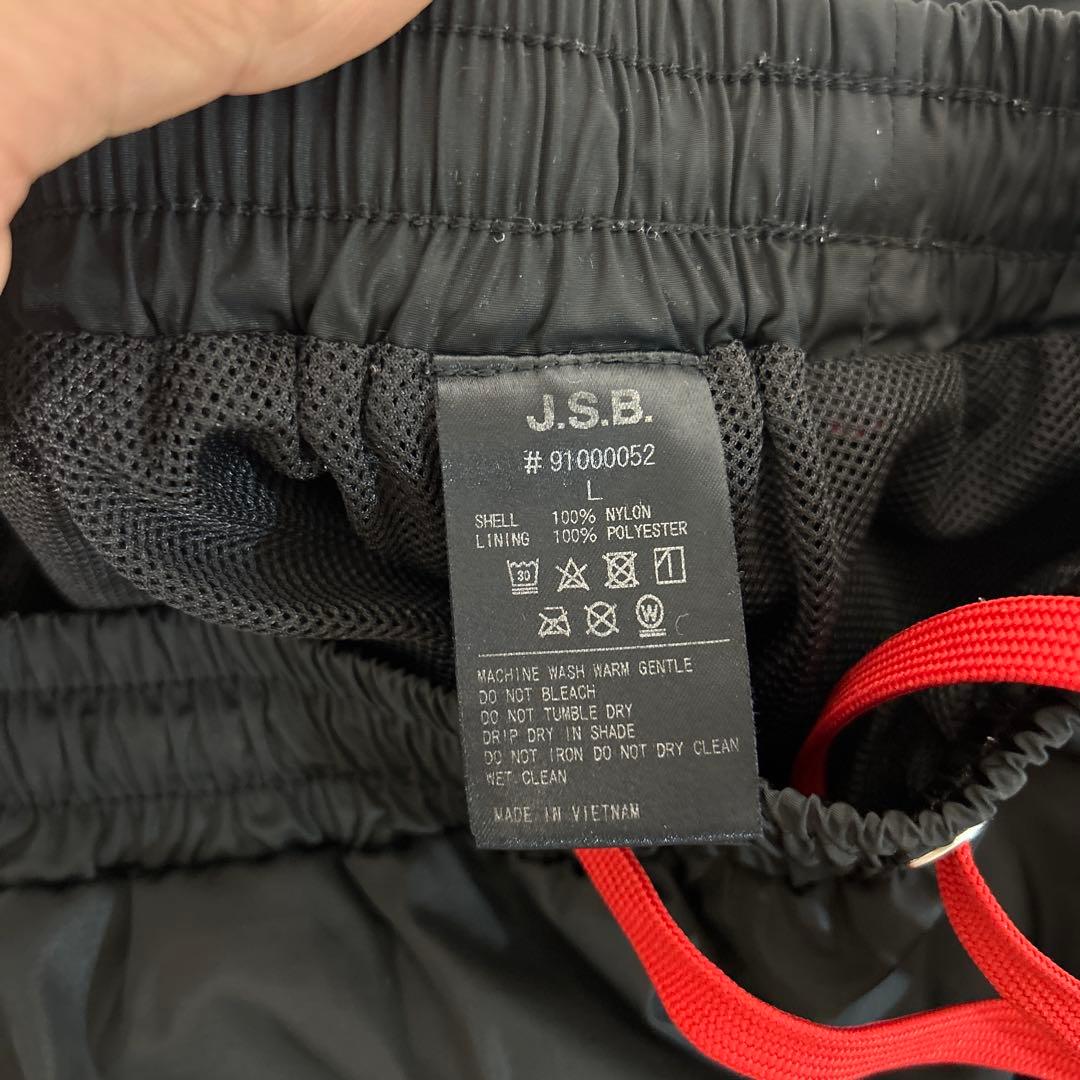 J.S.B.
# 91000052
L
SHELL 100% NYLON
LINING 100% POLYESTER
30
W
MACHINE WASH WARM GENTLE
DO NOT BLEACH
DO NOT TUMBLE DRY
DRIP DRY IN SHADE
DO NOT IRON DO NOT DRY CLEAN
WET CLEAN
MADE IN VIETNAM